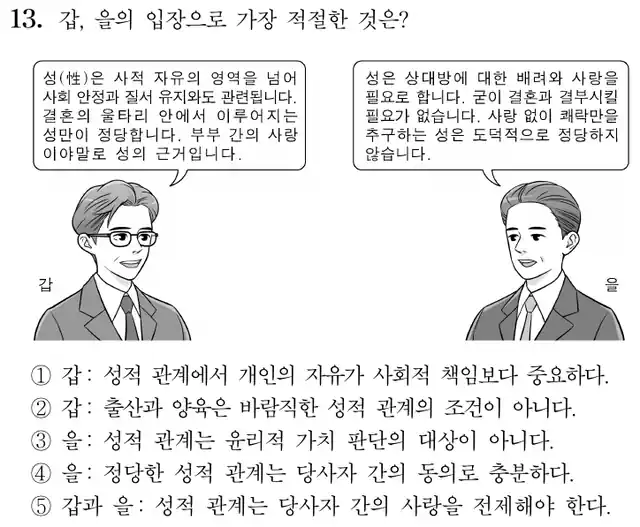 13. 갑, 을의 입장으로 가장 적절한 것은?
성(性)은 사적 자유의 영역을 넘어
사회 안정과 질서 유지와도 관련됩니다.
결혼의 울타리 안에서 이루어지는
성만이 정당합니다. 부부 간의 사랑
이야말로 성의 근거입니다.
성은 상대방에 대한 배려와 사랑을
필요로 합니다. 굳이 결혼과 결부시킬
필요가 없습니다. 사랑 없이 쾌락만을
추구하는 성은 도덕적으로 정당하지
않습니다.
갑
을
① 갑: 성적 관계에서 개인의 자유가 사회적 책임보다 중요하다.
② 갑: 출산과 양육은 바람직한 성적 관계의 조건이 아니다.
③ 을: 성적 관계는 윤리적 가치 판단의 대상이 아니다.
④ 을: 정당한 성적 관계는 당사자 간의 동의로 충분하다.
⑤ 갑과 을: 성적 관계는 당사자 간의 사랑을 전제해야 한다.